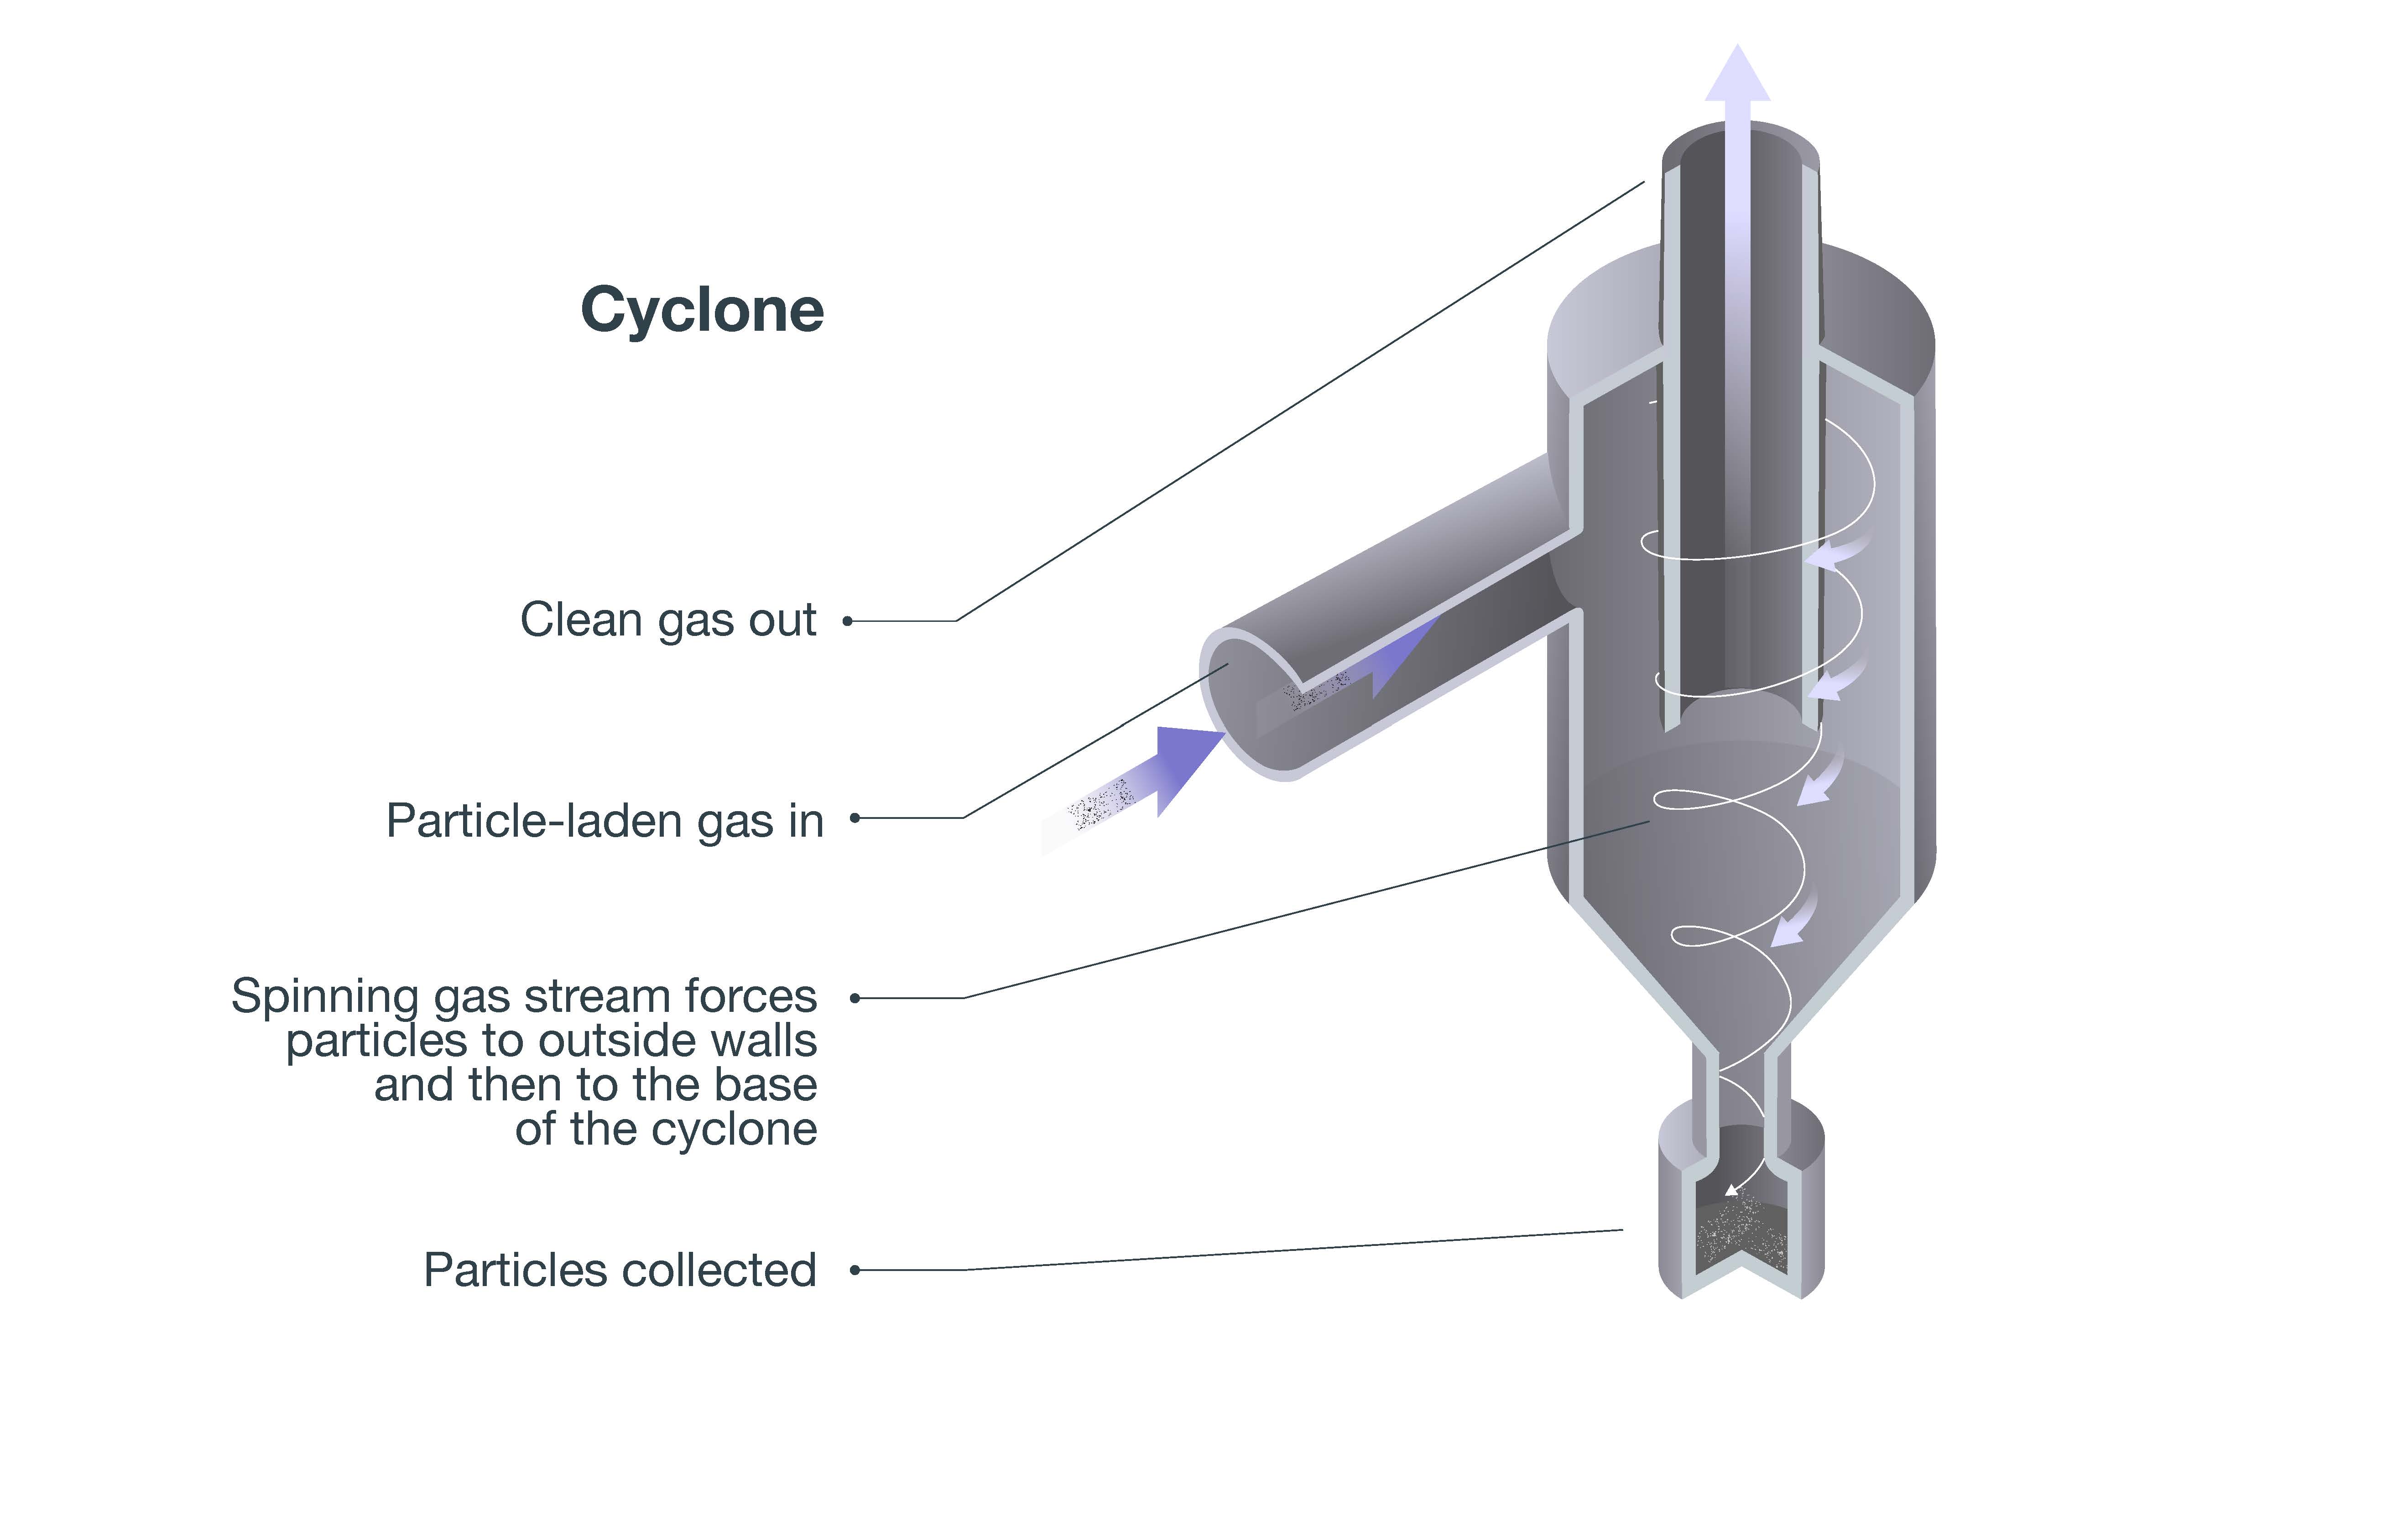 Cyclone
Clean gas out
Particle-laden gas in
Spinning gas stream forces
particles to outside walls
and then to the base
of the cyclone
Particles collected